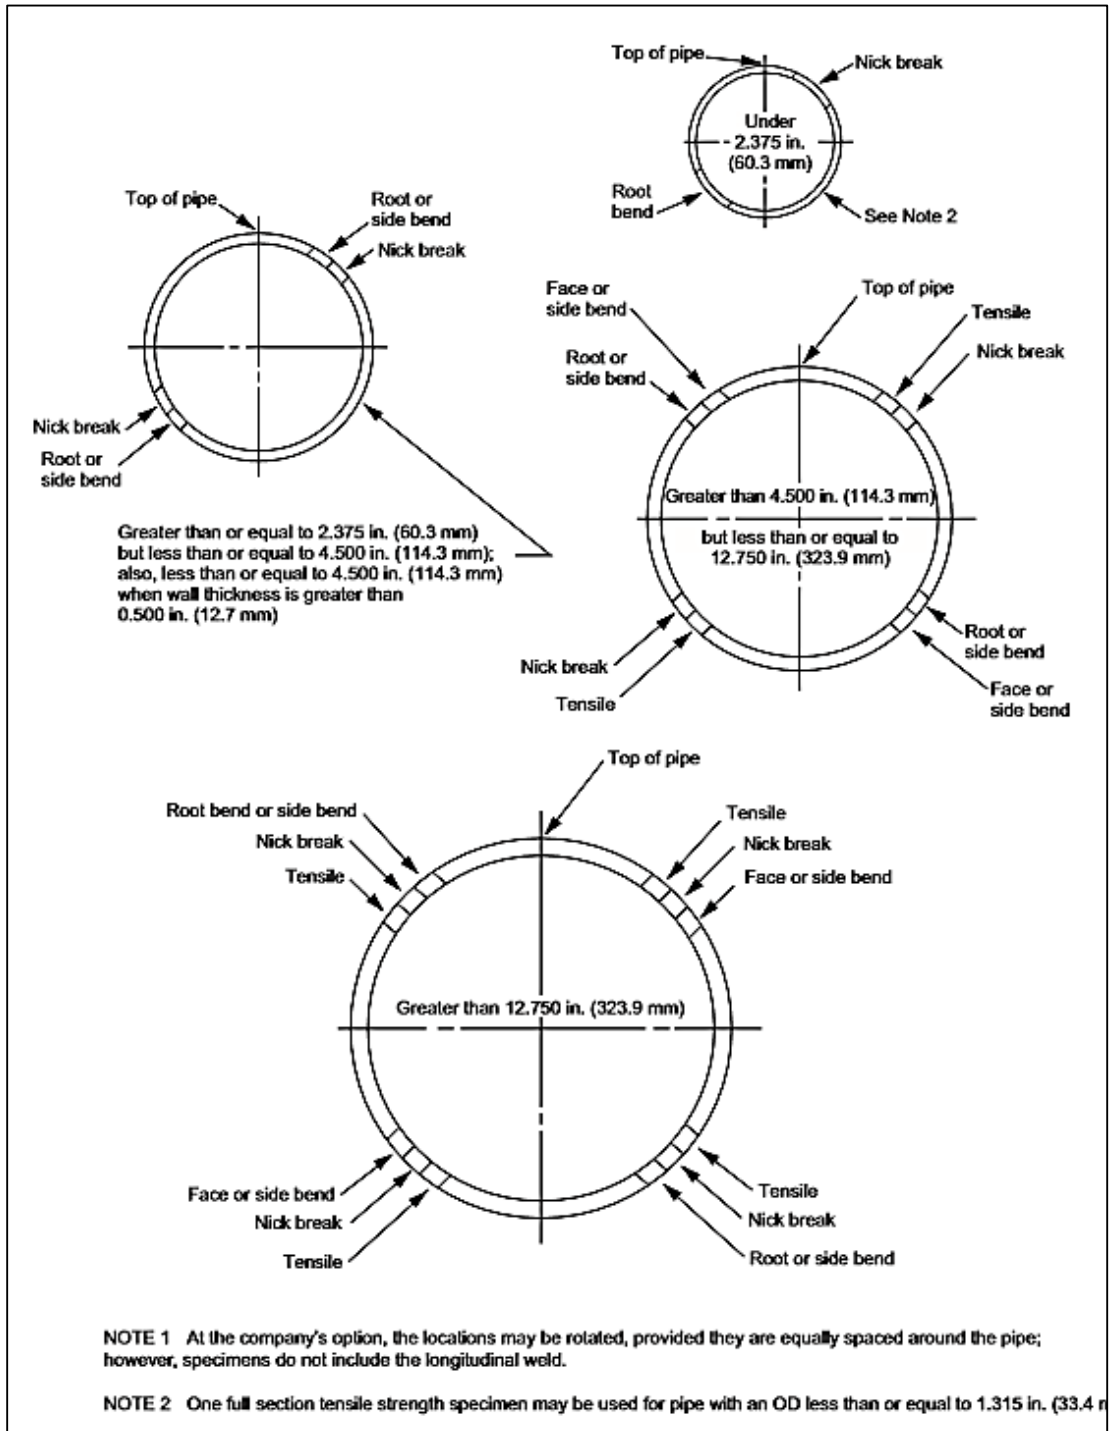 Top of pipe
Nick break
Under
2.375 in.
(60.3 mm)
Root
bend
See Note 2
Top of pipe
Root or
side bend
Nick break
Nick break
Root or
side bend
Greater than or equal to 2.375 in. (60.3 mm)
but less than or equal to 4.500 in. (114.3 mm);
also, less than or equal to 4.500 in. (114.3 mm)
when wall thickness is greater than
0.500 in. (12.7 mm)
Face or
side bend
Root or
side bend
Top of pipe
Tensile
Nick break
Greater than 4.500 in. (114.3 mm)
but less than or equal to
12.750 in. (323.9 mm)
Nick break
Tensile
Root or
side bend
Face or
side bend
Top of pipe
Root bend or side bend
Nick break
Tensile
Tensile
Nick break
Face or side bend
Greater than 12.750 in. (323.9 mm)
Face or side bend
Nick break
Tensile
Tensile
Nick break
Root or side bend
NOTE 1 At the company's option, the locations may be rotated, provided they are equally spaced around the pipe;
however, specimens do not include the longitudinal weld.
NOTE 2 One full section tensile strength specimen may be used for pipe with an OD less than or equal to 1.315 in. (33.4